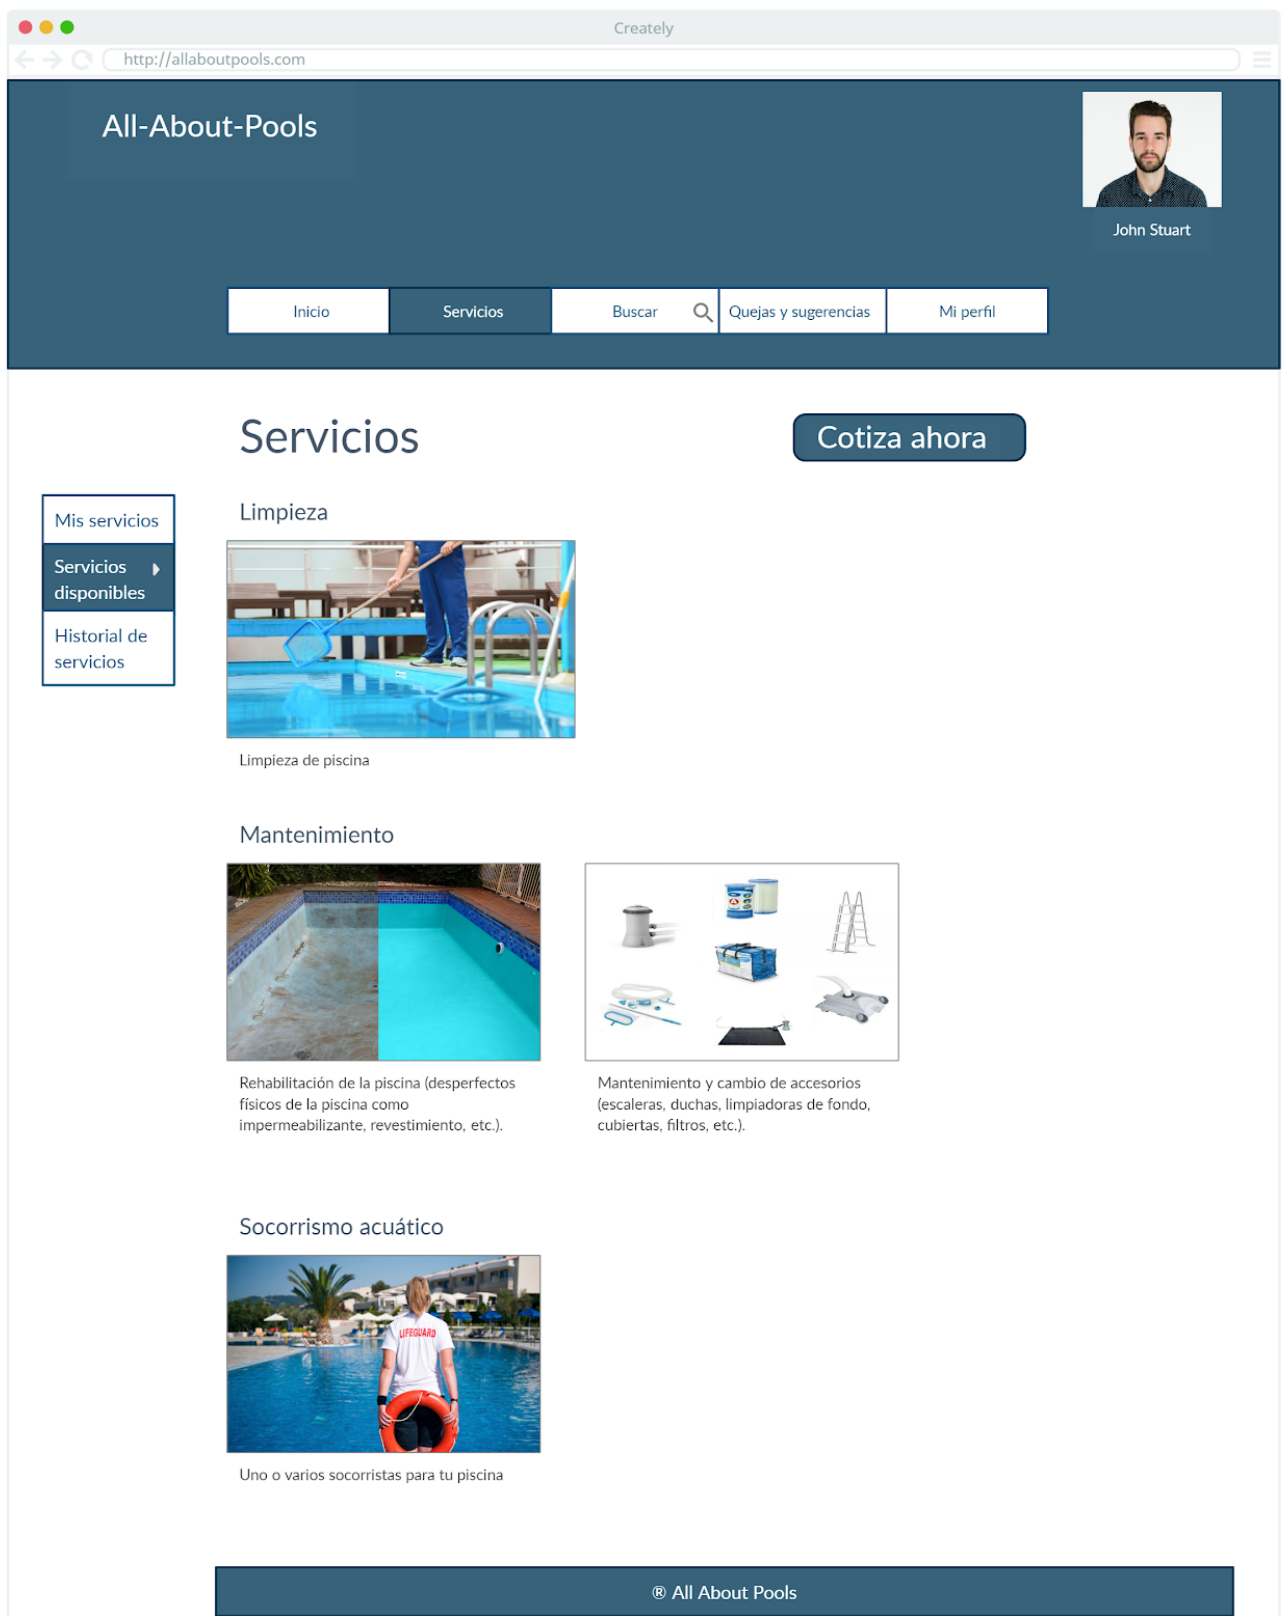 Creately
http://allaboutpools.com
All-About-Pools
John Stuart
Inicio
Servicios
Buscar
Quejas y sugerencias
Mi perfil
Servicios
Cotiza ahora
Mis servicios
Servicios
disponibles
Historial de
servicios
Limpieza
Limpieza de piscina
Mantenimiento
Rehabilitación de la piscina (desperfectos
físicos de la piscina como
impermeabilizante, revestimiento, etc.).
Mantenimiento y cambio de accesorios
(escaleras, duchas, limpiadoras de fondo,
cubiertas, filtros, etc.).
Socorrismo acuático
LIFEGUARD
Uno o varios socorristas para tu piscina
® All About Pools